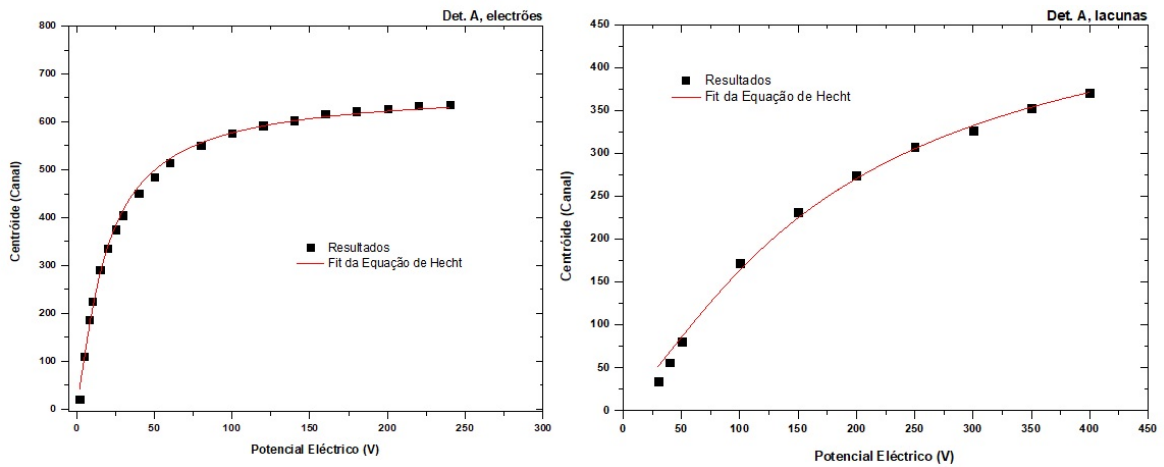 Det. A, electrões
800
700
600
500
400
300
200
100
0
Centróide (Canal)
Resultados
Fit da Equação de Hecht
0 50 100 150 200 250 300
Potencial Eléctrico (V)
Det. A, lacunas
450
400
350
300
250
200
150
100
50
0
Centróide (Canal)
Resultados
Fit da Equação de Hecht
0 50 100 150 200 250 300 350 400 450
Potencial Eléctrico (V)